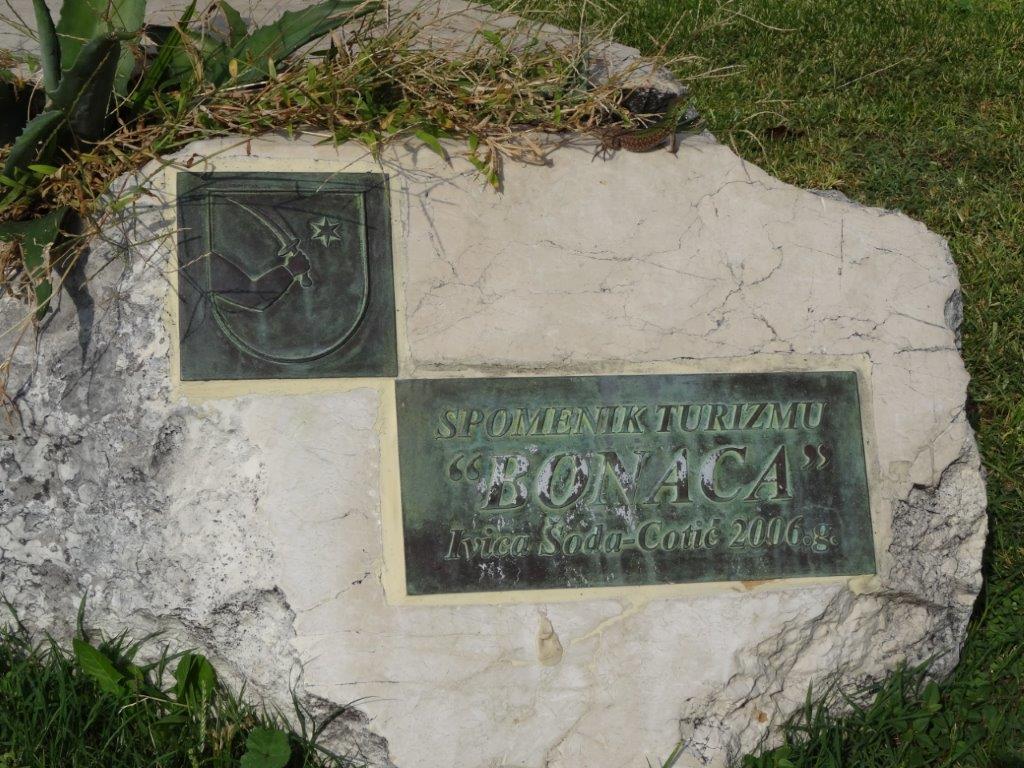 SPOMENIK TURIZMU
“BONACA”
Ivica Šoda-Cotić 2006.g.